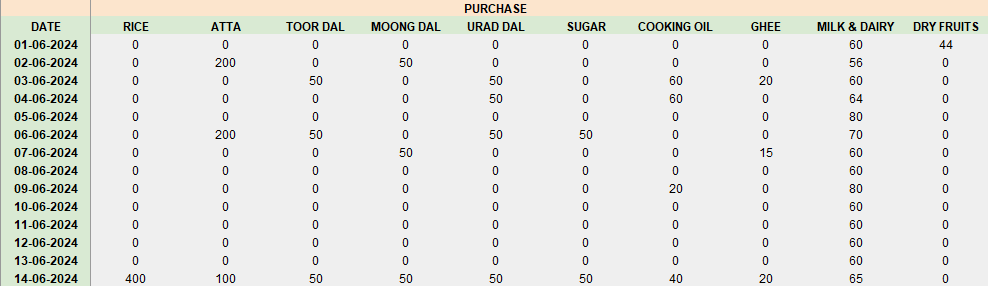 PURCHASE
DATE RICE ATTA TOOR DAL MOONG DAL URAD DAL SUGAR COOKING OIL GHEE MILK & DAIRY DRY FRUITS
01-06-2024 0 0 0 0 0 0 0 0 60 44
02-06-2024 0 200 0 50 0 0 0 0 56 0
03-06-2024 0 0 50 0 50 0 60 20 60 0
04-06-2024 0 0 0 0 50 0 60 0 64 0
05-06-2024 0 0 0 0 0 0 0 0 80 0
06-06-2024 0 200 50 0 50 50 0 0 70 0
07-06-2024 0 0 0 50 0 0 0 15 60 0
08-06-2024 0 0 0 0 0 0 0 0 60 0
09-06-2024 0 0 0 0 0 0 20 0 80 0
10-06-2024 0 0 0 0 0 0 0 0 60 0
11-06-2024 0 0 0 0 0 0 0 0 60 0
12-06-2024 0 0 0 0 0 0 0 0 60 0
13-06-2024 0 0 0 0 0 0 0 0 60 0
14-06-2024 400 100 50 50 50 50 40 20 65 0